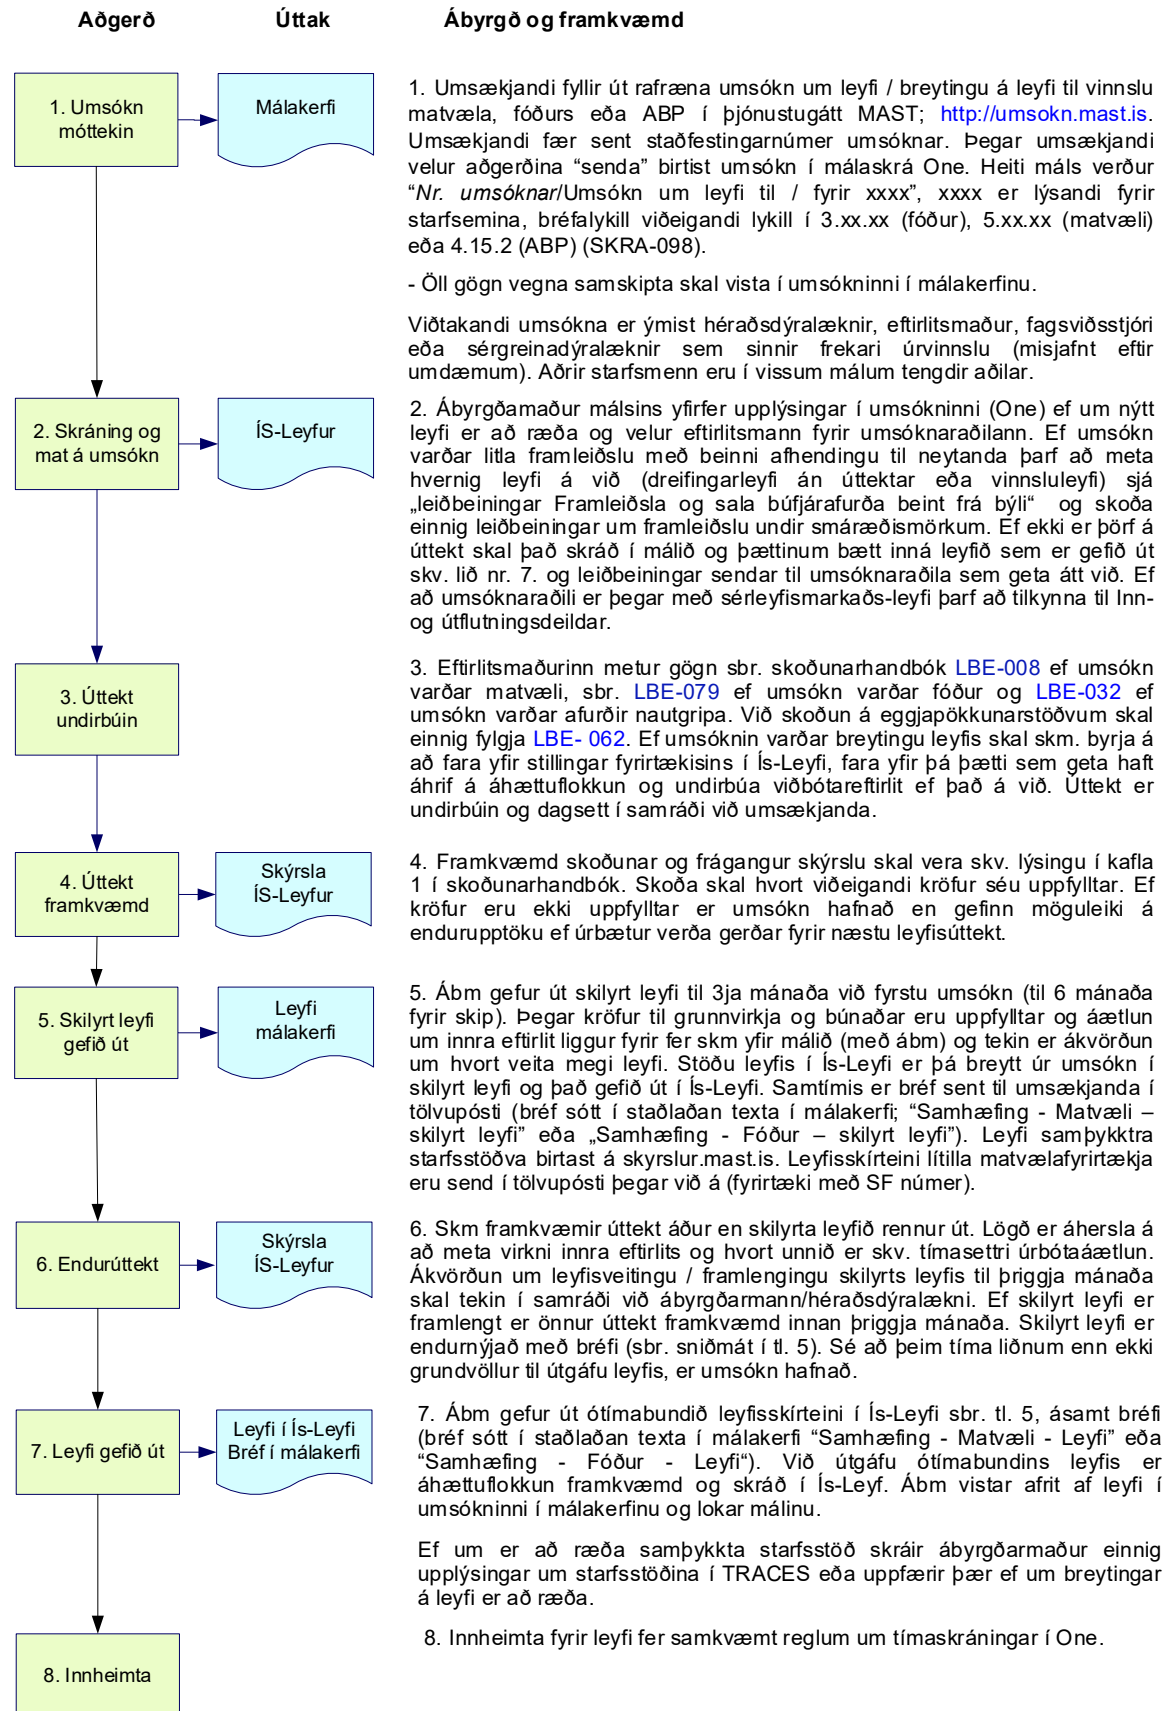 Aðgerð Úttak Ábyrgð og framkvæmd
1. Umsókn
móttekin
Málakerfi
1. Umsækjandi fyllir út rafræna umsókn um leyfi / breytingu á leyfi til vinnslu
matvæla, fóðurs eða ABP í þjónustugátt MAST; http://umsokn.mast.is.
Umsækjandi fær sent staðfestingarnúmer umsóknar. Þegar umsækjandi
velur aðgerðina “senda” birtist umsókn í málaskrá One. Heiti máls verður
“Nr. umsóknar/Umsókn um leyfi til / fyrir xxxx”, xxxx er lýsandi fyrir
starfsemina, bréfalykill viðeigandi lykill í 3.xx.xx (fóður), 5.xx.xx (matvæli)
eða 4.15.2 (ABP) (SKRA-098).
- Öll gögn vegna samskipta skal vista í umsókninni í málakerfinu.
Viðtakandi umsókna er ýmist héraðsdýralæknir, eftirlitsmaður, fagsviðsstjóri
eða sérgreinadýralæknir sem sinnir frekari úrvinnslu (misjafnt eftir
umdæmum). Aðrir starfsmenn eru í vissum málum tengdir aðilar.
2. Skráning og
mat á umsókn
ÍS-Leyfur
2. Ábyrgðamaður málsins yfirfer upplýsingar í umsókninni (One) ef um nýtt
leyfi er að ræða og velur eftirlitsmann fyrir umsóknaraðilann. Ef umsókn
varðar litla framleiðslu með beinni afhendingu til neytanda þarf að meta
hvernig leyfi á við (dreifingarleyfi án úttektar eða vinnsluleyfi) sjá
„leiðbeiningar Framleiðsla og sala búfjárafurða beint frá býli“ og skoða
einnig leiðbeiningar um framleiðslu undir smáræðismörkum. Ef ekki er þörf á
úttekt skal það skráð í málið og þættinum bætt inná leyfið sem er gefið út
skv. lið nr. 7. og leiðbeiningar sendar til umsóknaraðila sem geta átt við. Ef
að umsóknaraðili er þegar með sérleyfismarkaðs-leyfi þarf að tilkynna til Inn-
og útflutningsdeildar.
3. Úttekt
undirbúin
3. Eftirlitsmaðurinn metur gögn sbr. skoðunarhandbók LBE-008 ef umsókn
varðar matvæli, sbr. LBE-079 ef umsókn varðar fóður og LBE-032 ef
umsókn varðar afurðir nautgripa. Við skoðun á eggjapökkunarstöðvum skal
einnig fylgja LBE- 062. Ef umsóknin varðar breytingu leyfis skal skm. byrja á
að fara yfir stillingar fyrirtækisins í Ís-Leyfi, fara yfir þá þætti sem geta haft
áhrif á áhættuflokkun og undirbúa viðbótareftirlit ef það á við. Úttekt er
undirbúin og dagsett í samráði við umsækjanda.
4. Úttekt
framkvæmd
Skýrsla
ÍS-Leyfur
4. Framkvæmd skoðunar og frágangur skýrslu skal vera skv. lýsingu í kafla
1 í skoðunarhandbók. Skoða skal hvort viðeigandi kröfur séu uppfylltar. Ef
kröfur eru ekki uppfylltar er umsókn hafnað en gefinn möguleiki á
endurupptöku ef úrbætur verða gerðar fyrir næstu leyfisúttekt.
5. Skilyrt leyfi
gefið út
Leyfi
málakerfi
5. Ábm gefur út skilyrt leyfi til 3ja mánaða við fyrstu umsókn (til 6 mánaða
fyrir skip). Þegar kröfur til grunnvirkja og búnaðar eru uppfylltar og áætlun
um innra eftirlit liggur fyrir fer skm yfir málið (með ábm) og tekin er ákvörðun
um hvort veita megi leyfi. Stöðu leyfis í Ís-Leyfi er þá breytt úr umsókn í
skilyrt leyfi og það gefið út í Ís-Leyfi. Samtímis er bréf sent til umsækjanda í
tölvupósti (bréf sótt í staðlaðan texta í málakerfi; “Samhæfing - Matvæli –
skilyrt leyfi” eða „Samhæfing - Fóður – skilyrt leyfi”). Leyfi samþykktra
starfsstöðva birtast á skyrslur.mast.is. Leyfisskírteini lítilla matvælafyrirtækja
eru send í tölvupósti þegar við á (fyrirtæki með SF númer).
6. Endurúttekt
Skýrsla
ÍS-Leyfur
6. Skm framkvæmir úttekt áður en skilyrta leyfið rennur út. Lögð er áhersla á
að meta virkni innra eftirlits og hvort unnið er skv. tímasettri úrbótaáætlun.
Ákvörðun um leyfisveitingu / framlengingu skilyrts leyfis til þriggja mánaða
skal tekin í samráði við ábyrgðarmann/héraðsdýralækni. Ef skilyrt leyfi er
framlengt er önnur úttekt framkvæmd innan þriggja mánaða. Skilyrt leyfi er
endurnýjað með bréfi (sbr. sniðmát í tl. 5). Sé að þeim tíma liðnum enn ekki
grundvöllur til útgáfu leyfis, er umsókn hafnað.
7. Leyfi gefið út
Leyfi í Ís-Leyfi
Bréf í málakerfi
7. Ábm gefur út ótímabundið leyfisskírteini í Ís-Leyfi sbr. tl. 5, ásamt bréfi
(bréf sótt í staðlaðan texta í málakerfi “Samhæfing - Matvæli - Leyfi” eða
“Samhæfing - Fóður - Leyfi“). Við útgáfu ótímabundins leyfis er
áhættuflokkun framkvæmd og skráð í Ís-Leyf. Ábm vistar afrit af leyfi í
umsókninni í málakerfinu og lokar málinu.
Ef um er að ræða samþykkta starfsstöð skráir ábyrgðarmaður einnig
upplýsingar um starfsstöðina í TRACES eða uppfærir þær ef um breytingar
á leyfi er að ræða.
8. Innheimta
8. Innheimta fyrir leyfi fer samkvæmt reglum um tímaskráningar í One.